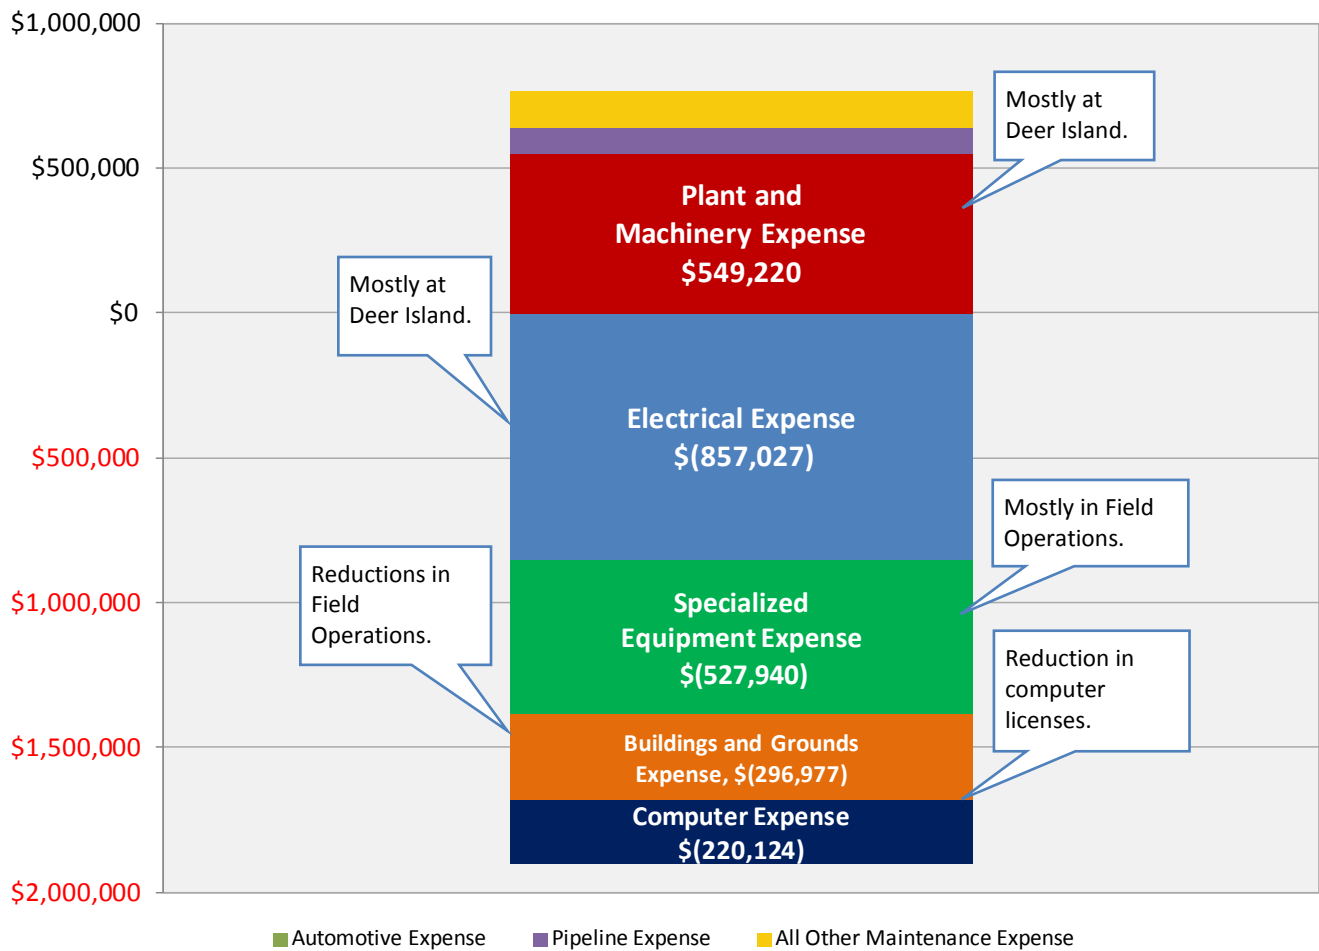 $1,000,000
$500,000
$0
$500,000
$1,000,000
$1,500,000
$2,000,000
Mostly at
Deer Island.
Plant and
Machinery Expense
$549,220
Mostly at
Deer Island.
Electrical Expense
$(857,027)
Mostly in Field
Operations.
Specialized
Equipment Expense
$(527,940)
Reductions in
Field
Operations.
Reduction in
computer
licenses.
Buildings and Grounds
Expense, $(296,977)
Computer Expense
$(220,124)
Automotive Expense
Pipeline Expense
All Other Maintenance Expense